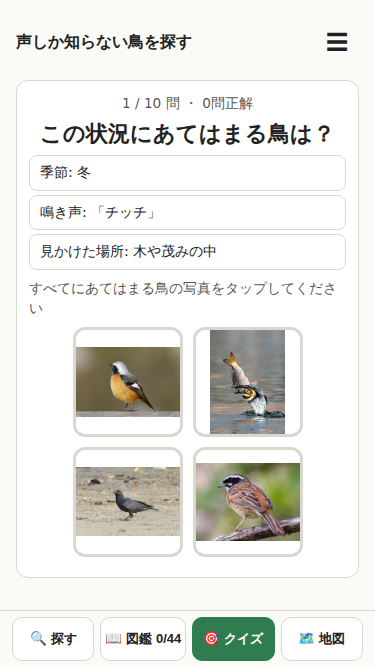 声しか知らない鳥を探す
1 / 10 問 ・ 0問正解
この状況にあてはまる鳥は？
季節: 冬
鳴き声: 「チッチ」
見かけた場所: 木や茂みの中
すべてにあてはまる鳥の写真をタップしてくださ
い
探す
図鑑 0/44
クイズ
地図